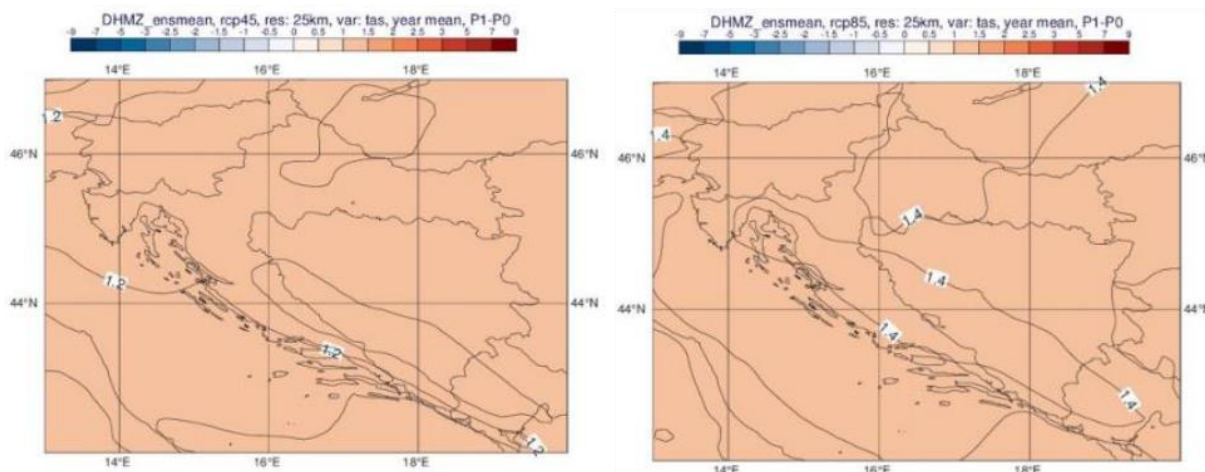 DHMZ_ensmean, rcp45, res: 25km, var: tas, year mean, P1-P0
-9 -7 -5 -3 -2.5 -2 -1.5 -1 -0.5 0 0.5 1 1.5 2 2.5 3 5 7 9
14°E 16°E 18°E
1.2
46°N 46°N
1.2
44°N 44°N
1.2
1.2
14°E 16°E 18°E
DHMZ_ensmean, rcp85, res: 25km, var: tas, year mean, P1-P0
-9 -7 -5 -3 -2.5 -2 -1.5 -1 -0.5 0 0.5 1 1.5 2 2.5 3 5 7 9
14°E 16°E 18°E
1.4
1.4
46°N 46°N
1.4
1.4
44°N 44°N
1.4
1.4
14°E 16°E 18°E